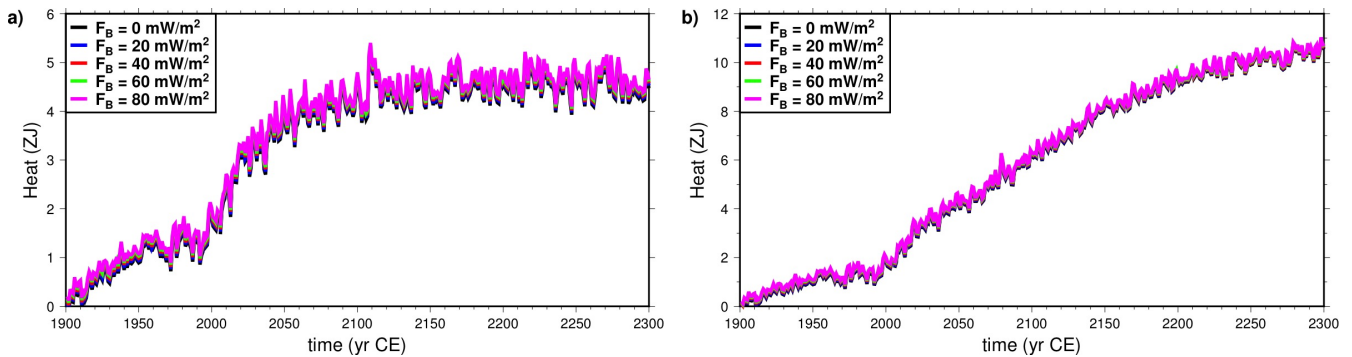 a)
F_B = 0 mW/m²
F_B = 20 mW/m²
F_B = 40 mW/m²
F_B = 60 mW/m²
F_B = 80 mW/m²
Heat (ZJ)
6
5
4
3
2
1
0
1900 1950 2000 2050 2100 2150 2200 2250 2300
time (yr CE)
b)
F_B = 0 mW/m²
F_B = 20 mW/m²
F_B = 40 mW/m²
F_B = 60 mW/m²
F_B = 80 mW/m²
Heat (ZJ)
12
10
8
6
4
2
0
1900 1950 2000 2050 2100 2150 2200 2250 2300
time (yr CE)